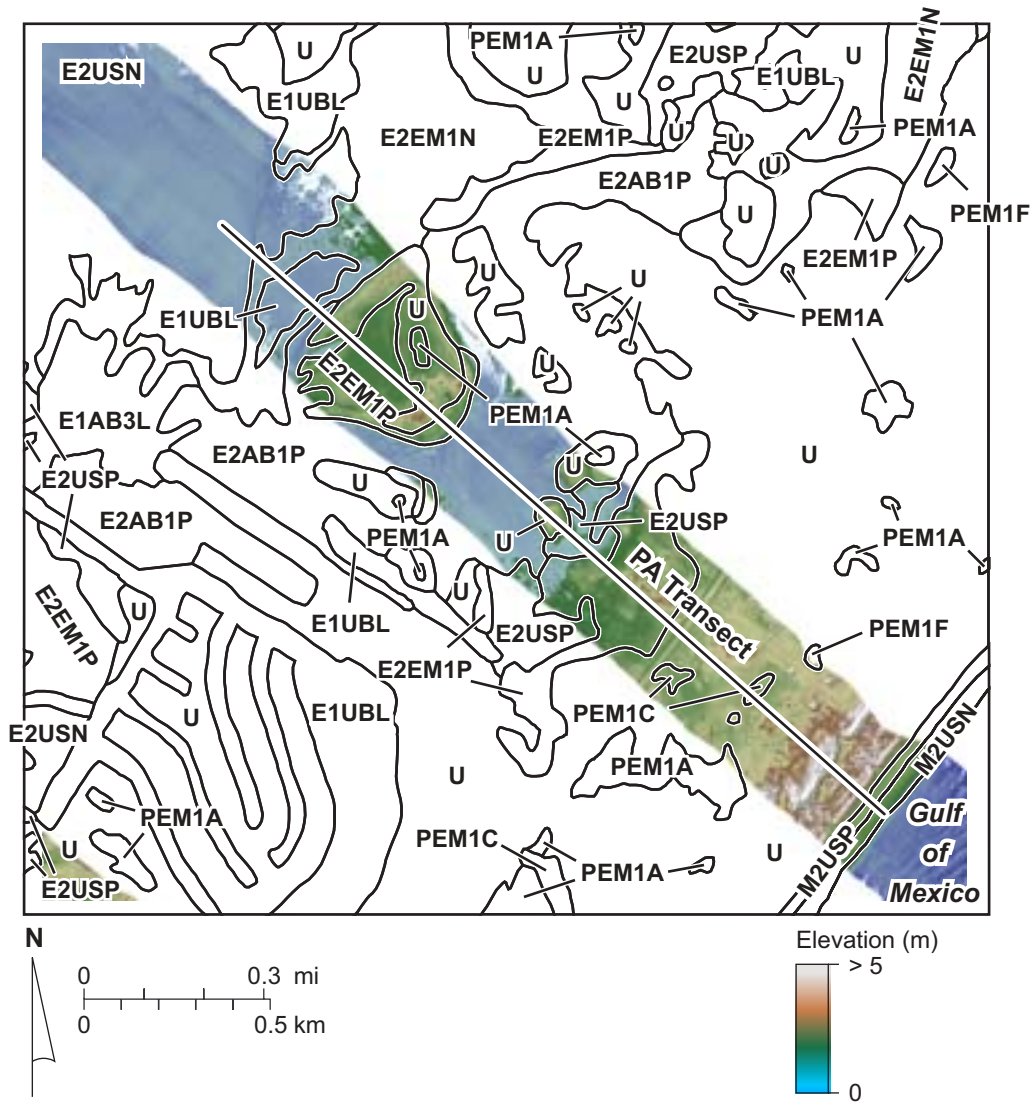 E2USN
U
E1UBL
PEM1A
U
E2USP
U
E1UBL
U
E2EM1N
E2EM1N
E2EM1P
U
U
U
PEM1A
E2AB1P
U
PEM1F
E2EM1P
U
U
PEM1A
E1UBL
U
E2EM1P
U
PEM1A
E1AB3L
E2AB1P
U
U
U
E2USP
E2AB1P
PEM1A
U
E2USP
PEM1A
PA Transect
E2EM1P
U
U
E1UBL
E2USP
PEM1F
E2EM1P
U
E1UBL
PEM1C
E2USN
M2USN
U
PEM1A
PEM1A
PEM1C
U
PEM1A
U
M2USP
E2USP
Gulf
of
Mexico
N
0 0.3 mi
0 0.5 km
Elevation (m)
> 5
0